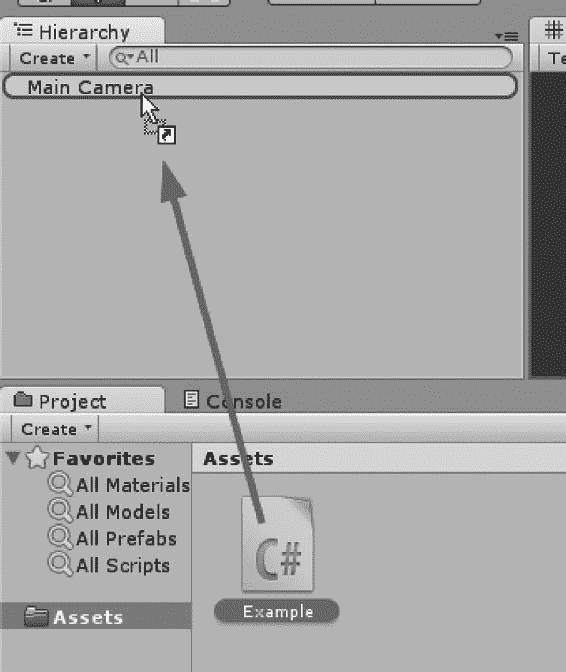 Hierarchy
Create
All
Te
Main Camera
Project
Console
Create
Favorites
Assets
All Materials
All Models
All Prefabs
All Scripts
C#
Assets
Example